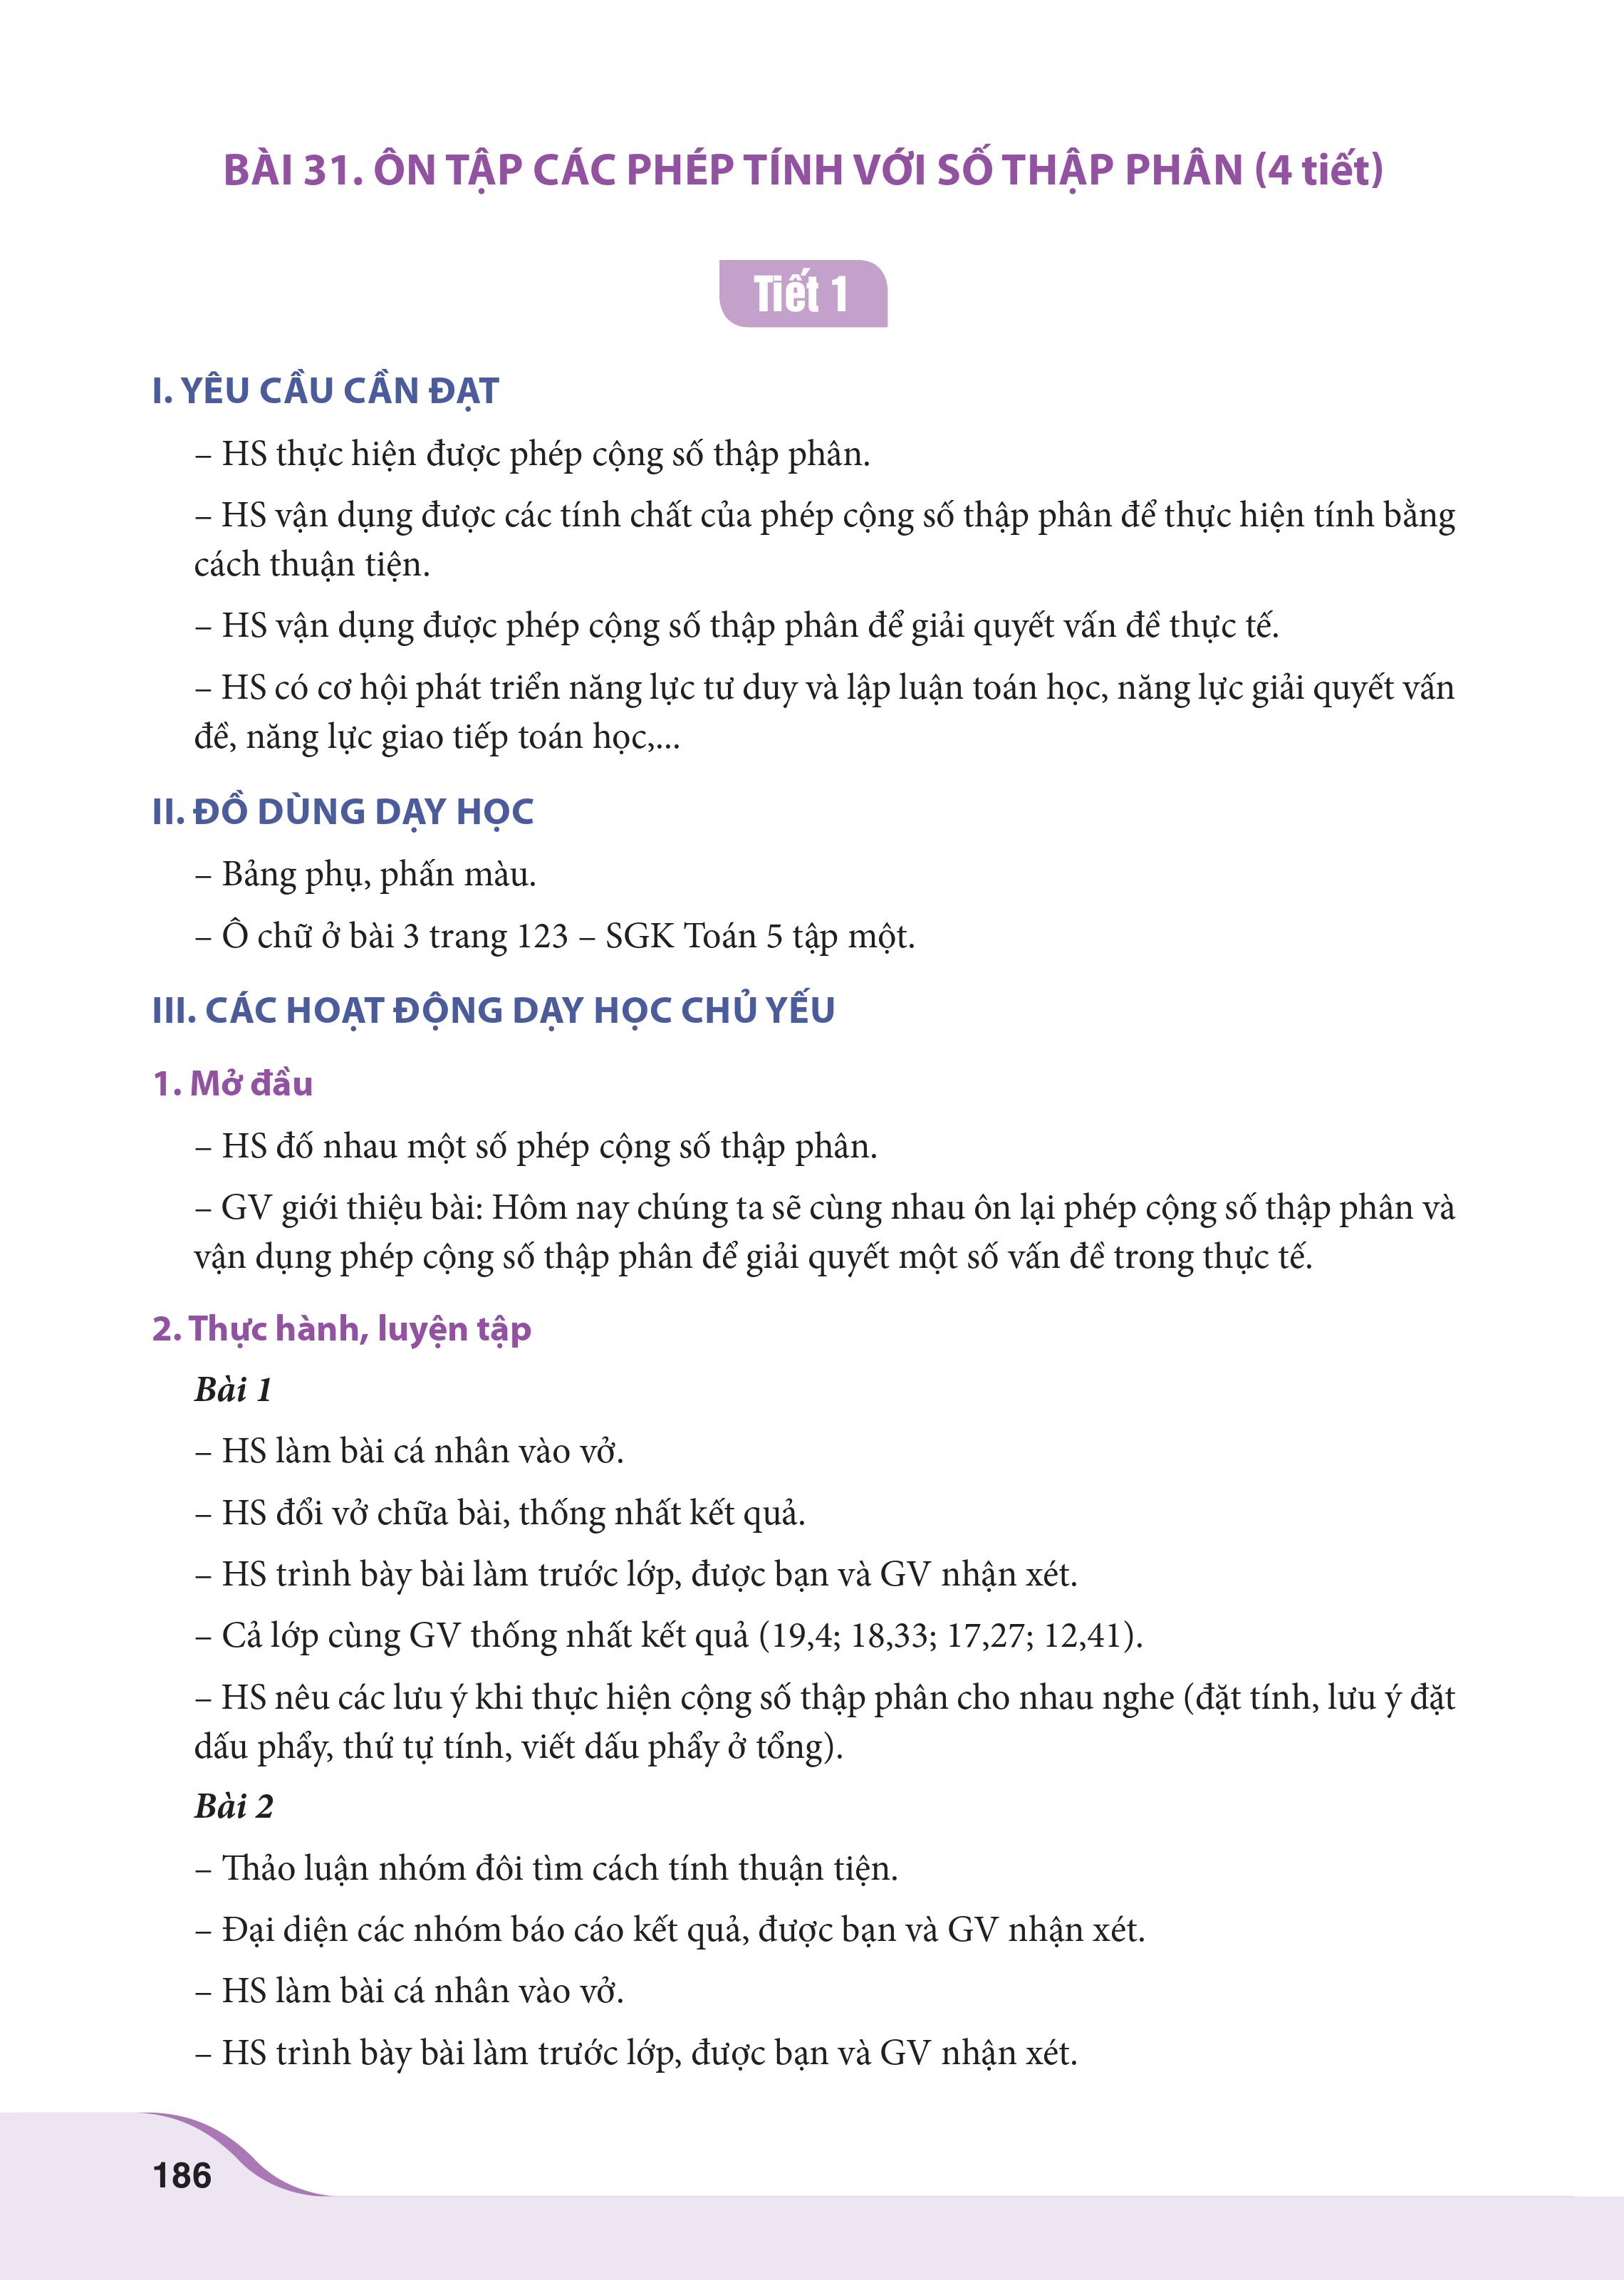 BÀI 31. ÔN TẬP CÁC PHÉP TÍNH VỚI SỐ THẬP PHÂN (4 tiết)
Tiết 1
I. YÊU CẦU CẦN ĐẠT
– HS thực hiện được phép cộng số thập phân.
– HS vận dụng được các tính chất của phép cộng số thập phân để thực hiện tính bằng
cách thuận tiện.
– HS vận dụng được phép cộng số thập phân để giải quyết vấn đề thực tế.
– HS có cơ hội phát triển năng lực tư duy và lập luận toán học, năng lực giải quyết vấn
đề, năng lực giao tiếp toán học,...
II. ĐỒ DÙNG DẠY HỌC
– Bảng phụ, phấn màu.
– Ô chữ ở bài 3 trang 123 – SGK Toán 5 tập một.
III. CÁC HOẠT ĐỘNG DẠY HỌC CHỦ YẾU
1. Mở đầu
– HS đố nhau một số phép cộng số thập phân.
– GV giới thiệu bài: Hôm nay chúng ta sẽ cùng nhau ôn lại phép cộng số thập phân và
vận dụng phép cộng số thập phân để giải quyết một số vấn đề trong thực tế.
2. Thực hành, luyện tập
Bài 1
– HS làm bài cá nhân vào vở.
– HS đổi vở chữa bài, thống nhất kết quả.
– HS trình bày bài làm trước lớp, được bạn và GV nhận xét.
– Cả lớp cùng GV thống nhất kết quả (19,4; 18,33; 17,27; 12,41).
– HS nêu các lưu ý khi thực hiện cộng số thập phân cho nhau nghe (đặt tính, lưu ý đặt
dấu phẩy, thứ tự tính, viết dấu phẩy ở tổng).
Bài 2
– Thảo luận nhóm đôi tìm cách tính thuận tiện.
– Đại diện các nhóm báo cáo kết quả, được bạn và GV nhận xét.
– HS làm bài cá nhân vào vở.
– HS trình bày bài làm trước lớp, được bạn và GV nhận xét.
186